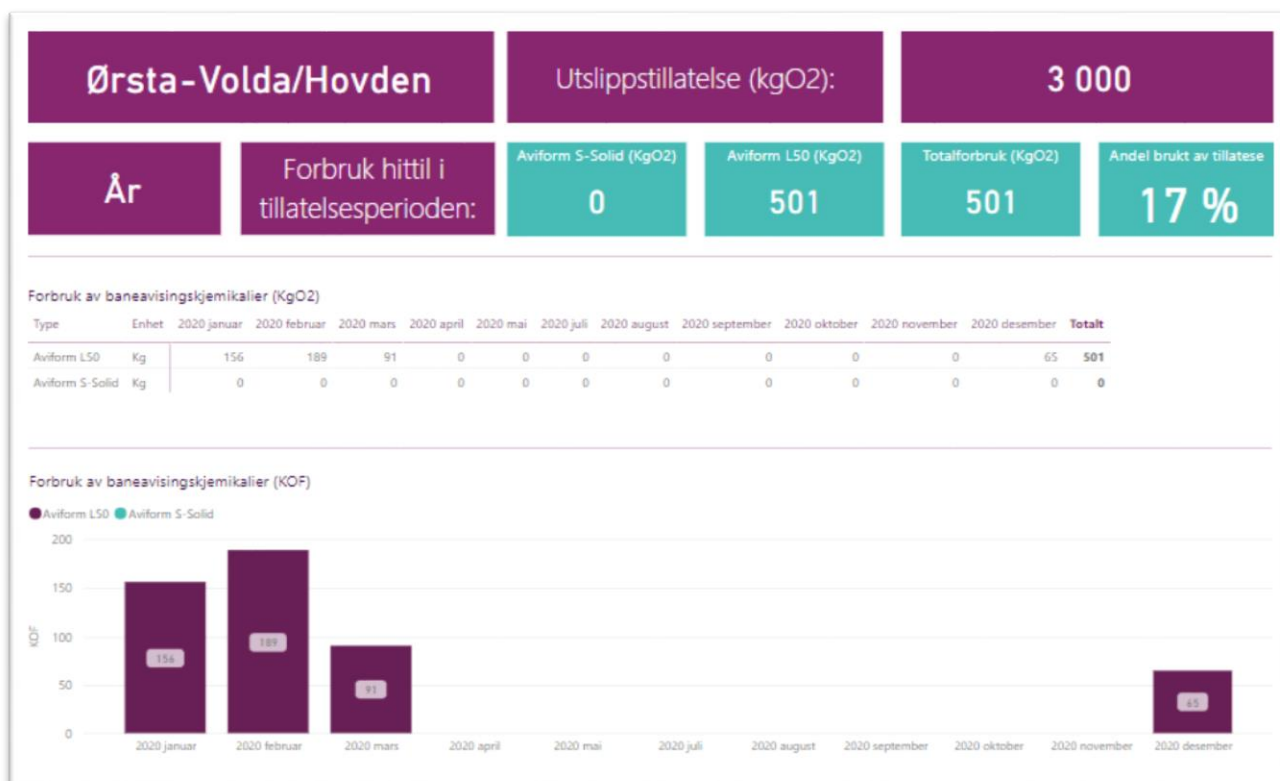 Ørsta-Volda/Hovden
Utslippstillatelse (kgO2):
3 000
År
Forbruk hittil i
tillatelsesperioden:
Aviform S-Solid (KgO2)
0
Aviform L50 (KgO2)
501
Totalforbruk (KgO2)
501
Andel brukt av tillatese
17 %
Forbruk av baneavisingskjemikalier (KgO2)
Type Enhet 2020 januar 2020 februar 2020 mars 2020 april 2020 mai 2020 juli 2020 august 2020 september 2020 oktober 2020 november 2020 desember Totalt
Aviform L50 Kg 156 189 91 0 0 0 0 0 0 0 65 501
Aviform S-Solid Kg 0 0 0 0 0 0 0 0 0 0 0 0
Forbruk av baneavisingskjemikalier (KOF)
Aviform L50 Aviform S-Solid
200
150
100
50
0
KOF
156
189
91
65
2020 januar 2020 februar 2020 mars 2020 april 2020 mai 2020 juli 2020 august 2020 september 2020 oktober 2020 november 2020 desember